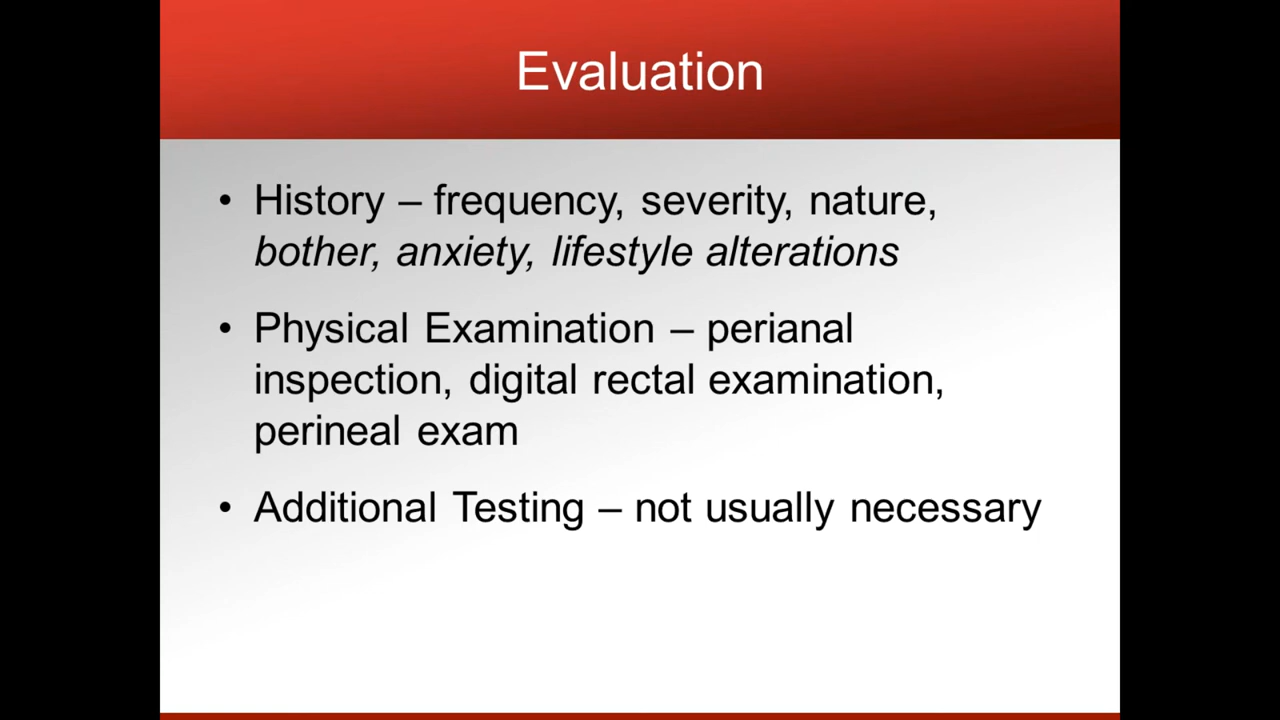 Evaluation
• History – frequency, severity, nature,
bother, anxiety, lifestyle alterations
• Physical Examination – perianal
inspection, digital rectal examination,
perineal exam
• Additional Testing – not usually necessary